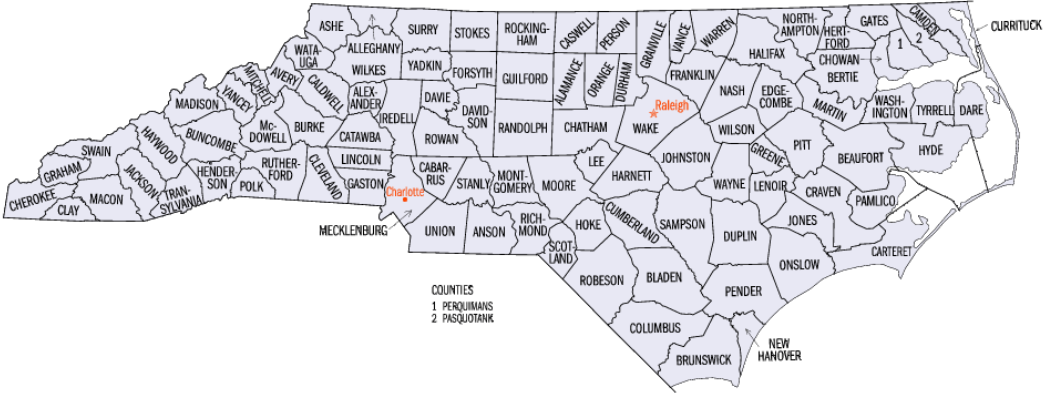 ASHE
ALLEGHANY
SURRY
STOKES
ROCKING-
HAM
CASWELL
PERSON
GRANVILLE
VANCE
WARREN
NORTH-
AMPTON
HERT-
FORD
GATES
CAMDEN
CURRITUCK
1
2
CHOWAN
BERTIE
HALIFAX
WATA-
UGA
WILKES
YADKIN
FORSYTH
GUILFORD
ALAMANCE
ORANGE
DURHAM
FRANKLIN
NASH
EDGE-
COMBE
MARTIN
WASH-
INGTON
TYRRELL
DARE
MITCHELL
AVERY
CALDWELL
ALEX-
ANDER
IREDELL
DAVIE
DAVID-
SON
RANDOLPH
CHATHAM
Raleigh
WAKE
WILSON
PITT
BEAUFORT
HYDE
MADISON
YANCEY
Mc-
DOWELL
BURKE
CATAWBA
ROWAN
LEE
JOHNSTON
GREENE
SWAIN
HAYWOOD
BUNCOMBE
RUTHER-
FORD
CLEVELAND
LINCOLN
GASTON
CABAR-
RUS
STANLY
MONT-
GOMERY
MOORE
HARNETT
WAYNE
LENOIR
CRAVEN
PAMLICO
GRAHAM
CHEROKEE
CLAY
MACON
JACKSON
TRAN-
SYLVANIA
HENDER-
SON
POLK
Charlotte
MECKLENBURG
UNION
ANSON
RICH-
MOND
SCOT-
LAND
HOKE
CUMBERLAND
SAMPSON
DUPLIN
JONES
CARTERET
ONSLOW
ROBESON
BLADEN
PENDER
COLUMBUS
BRUNSWICK
NEW
HANOVER
COUNTIES
1 PERQUIMANS
2 PASQUOTANK